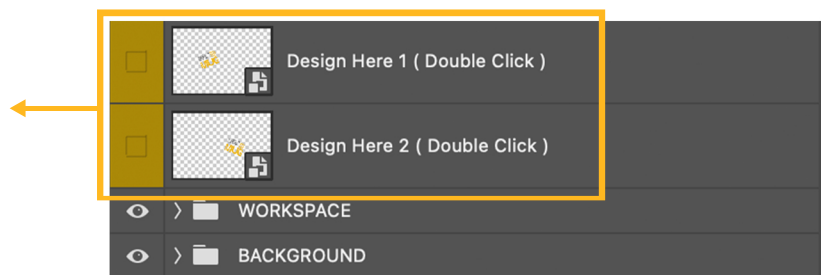 Design Here 1 ( Double Click )
Design Here 2 ( Double Click )
WORKSPACE
BACKGROUND